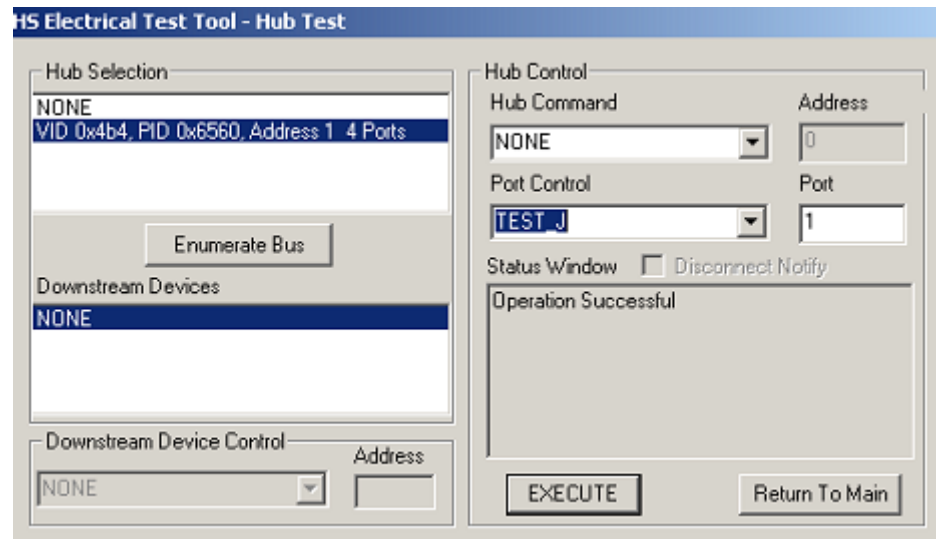 HS Electrical Test Tool - Hub Test
Hub Selection
NONE
VID 0x4b4, PID 0x6560, Address 1 4 Ports
Enumerate Bus
Downstream Devices
NONE
Downstream Device Control
Address
NONE
Hub Control
Hub Command
Address
NONE
0
Port Control
Port
TEST_J
1
Status Window
Disconnect Notify
Operation Successful
EXECUTE
Return To Main